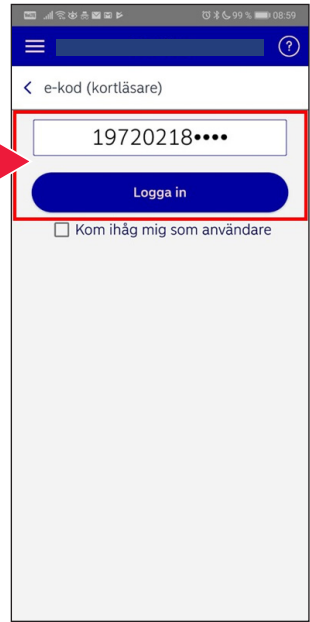 99 % 08:59
?
e-kod (kortläsare)
19720218••••
Logga in
Kom ihåg mig som användare